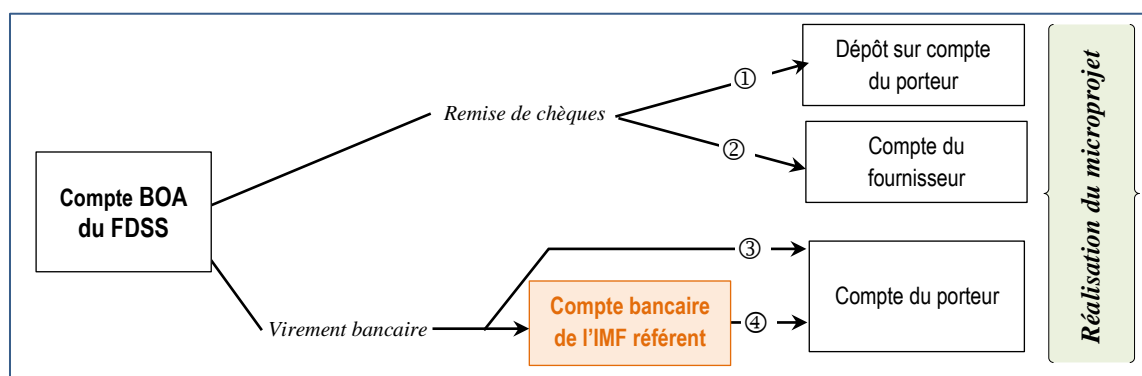 Compte BOA
du FDSS
Remise de chèques
①
Dépôt sur compte
du porteur
②
Compte du
fournisseur
Virement bancaire
③
Compte bancaire
de l’IMF référent
④
Compte du porteur
Réalisation du microprojet